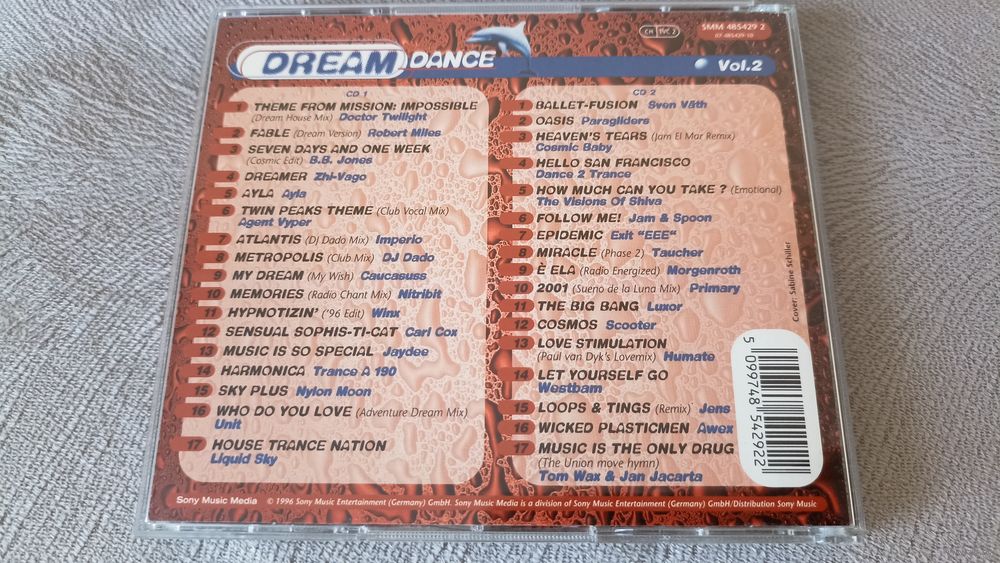 CH TVC 2
SMM 485429 2
07-485429-10
DREAM DANCE
Vol.2
CD 1
1 THEME FROM MISSION: IMPOSSIBLE
(Dream House Mix) Doctor Twilight
2 FABLE (Dream Version) Robert Miles
3 SEVEN DAYS AND ONE WEEK
(Cosmic Edit) B.B. Jones
4 DREAMER Zhi-Vago
5 AYLA Ayla
6 TWIN PEAKS THEME (Club Vocal Mix)
Agent Vyper
7 ATLANTIS (DJ Dado Mix) Imperio
8 METROPOLIS (Club Mix) DJ Dado
9 MY DREAM (My Wish) Caucasuss
10 MEMORIES (Radio Chant Mix) Nitribit
11 HYPNOTIZIN' ('96 Edit) Winx
12 SENSUAL SOPHIS-TI-CAT Carl Cox
13 MUSIC IS SO SPECIAL Jaydee
14 HARMONICA Trance A 190
15 SKY PLUS Nylon Moon
16 WHO DO YOU LOVE (Adventure Dream Mix)
Unit
17 HOUSE TRANCE NATION
Liquid Sky
CD 2
1 BALLET-FUSION Sven Väth
2 OASIS Paragliders
3 HEAVEN'S TEARS (Jam El Mar Remix)
Cosmic Baby
4 HELLO SAN FRANCISCO
Dance 2 Trance
5 HOW MUCH CAN YOU TAKE ? (Emotional)
The Visions Of Shiva
6 FOLLOW ME! Jam & Spoon
7 EPIDEMIC Exit "EEE"
8 MIRACLE (Phase 2) Taucher
9 È ELA (Radio Energized) Morgenroth
10 2001 (Sueno de la Luna Mix) Primary
11 THE BIG BANG Luxor
12 COSMOS Scooter
13 LOVE STIMULATION
(Paul van Dyk's Lovemix) Humate
14 LET YOURSELF GO
Westbam
15 LOOPS & TINGS (Remix) Jens
16 WICKED PLASTICMEN Awex
17 MUSIC IS THE ONLY DRUG
(The Union move hymn)
Tom Wax & Jan Jacarta
Cover: Sabine Schiller
5 099748 542922
Sony Music Media © 1996 Sony Music Entertainment (Germany) GmbH. Sony Music Media is a division of Sony Music Entertainment (Germany) GmbH/Distribution Sony Music